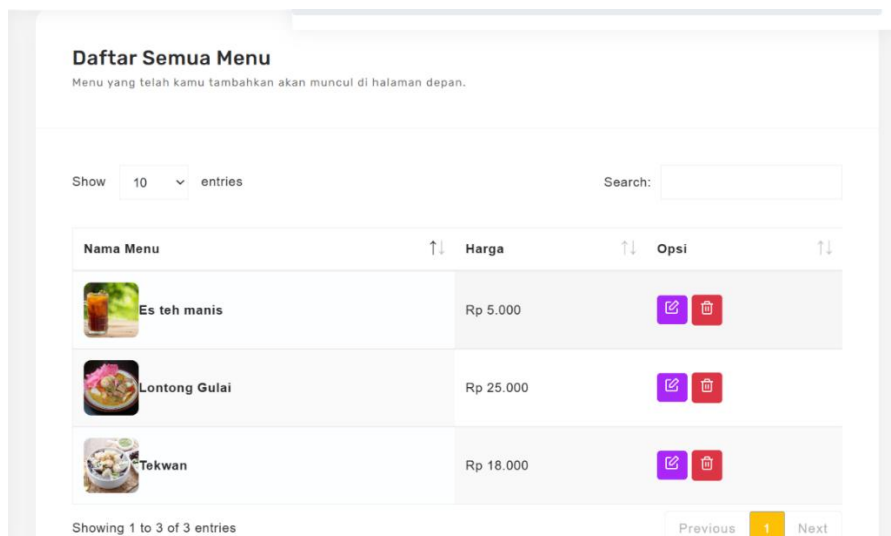 Daftar Semua Menu
Menu yang telah kamu tambahkan akan muncul di halaman depan.
Show 10 entries Search:
Nama Menu Harga Opsi
Es teh manis Rp 5.000
Lontong Gulai Rp 25.000
Tekwan Rp 18.000
Showing 1 to 3 of 3 entries Previous 1 Next